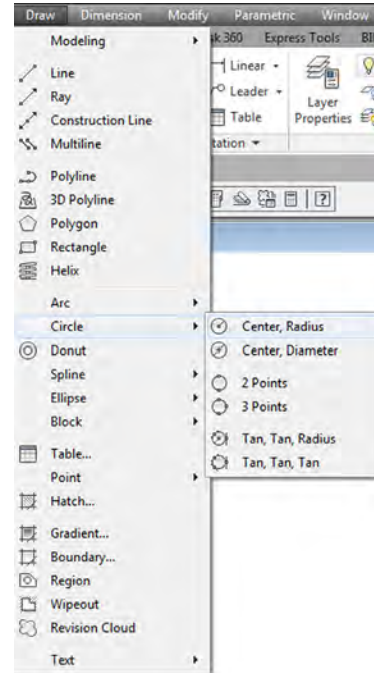 Draw Dimension Modify Parametric Window
Modeling
Line
Ray
Construction Line
Multiline
Polyline
3D Polyline
Polygon
Rectangle
Helix
Arc
Circle
Donut
Spline
Ellipse
Block
Table...
Point
Hatch...
Gradient...
Boundary...
Region
Wipeout
Revision Cloud
Text
360 Express Tools
Linear
Leader
Table
Layer
Properties
Center, Radius
Center, Diameter
2 Points
3 Points
Tan, Tan, Radius
Tan, Tan, Tan